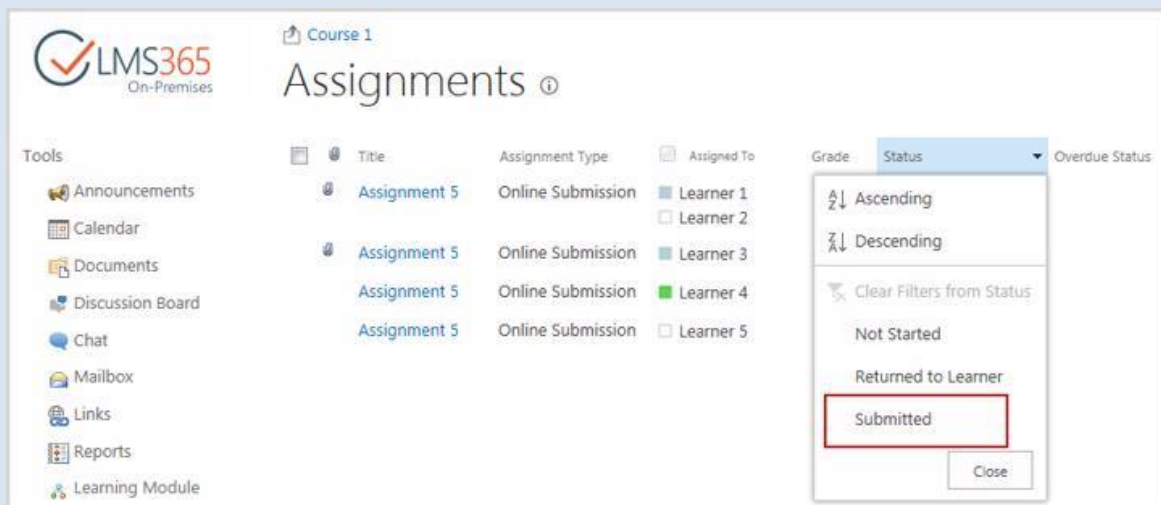 LMS365
On-Premises
Course 1
Assignments
Tools
Announcements
Calendar
Documents
Discussion Board
Chat
Mailbox
Links
Reports
Learning Module
Title Assignment Type Assigned To Grade Status Overdue Status
Assignment 5 Online Submission Learner 1
Learner 2
Assignment 5 Online Submission Learner 3
Assignment 5 Online Submission Learner 4
Assignment 5 Online Submission Learner 5
Ascending
Descending
Clear Filters from Status
Not Started
Returned to Learner
Submitted
Close